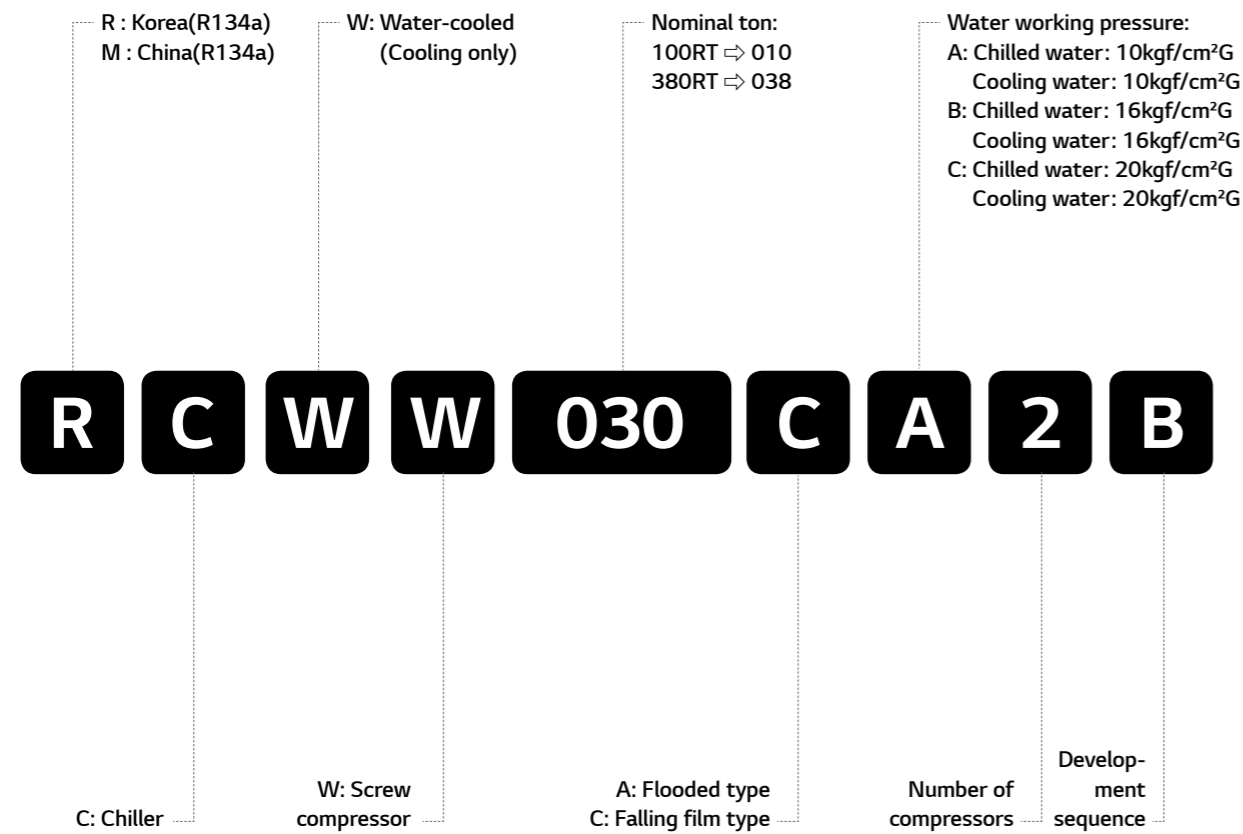 R : Korea(R134a)
M : China(R134a)
W: Water-cooled
(Cooling only)
Nominal ton:
100RT ⇨ 010
380RT ⇨ 038
Water working pressure:
A: Chilled water: 10kgf/cm²G
Cooling water: 10kgf/cm²G
B: Chilled water: 16kgf/cm²G
Cooling water: 16kgf/cm²G
C: Chilled water: 20kgf/cm²G
Cooling water: 20kgf/cm²G
R C W W 030 C A 2 B
C: Chiller
W: Screw
compressor
A: Flooded type
C: Falling film type
Number of
compressors
Develop-
ment
sequence